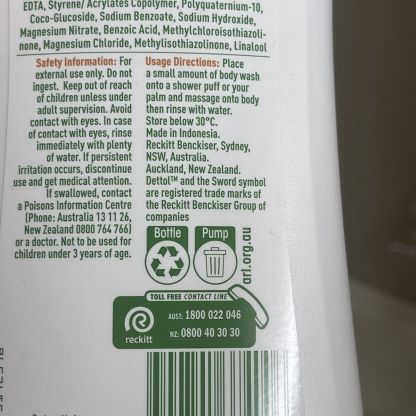 EDTA, Styrene/ Acrylates Copolymer, Polyquaternium-10,
Coco-Glucoside, Sodium Benzoate, Sodium Hydroxide,
Magnesium Nitrate, Benzoic Acid, Methylchloroisothiazoli-
none, Magnesium Chloride, Methylisothiazolinone, Linalool
Safety Information: For
external use only. Do not
ingest. Keep out of reach
of children unless under
adult supervision. Avoid
contact with eyes. In case
of contact with eyes, rinse
immediately with plenty
of water. If persistent
irritation occurs, discontinue
use and get medical attention.
If swallowed, contact
a Poisons Information Centre
(Phone: Australia 13 11 26,
New Zealand 0800 764 766)
or a doctor. Not to be used for
children under 3 years of age.
Usage Directions: Place
a small amount of body wash
onto a shower puff or your
palm and massage onto body
then rinse with water.
Store below 30°C.
Made in Indonesia.
Reckitt Benckiser, Sydney,
NSW, Australia.
Auckland, New Zealand.
Dettol™ and the Sword symbol
are registered trade marks of
the Reckitt Benckiser Group of
companies
Bottle
Pump
arl.org.au
TOLL FREE CONTACT LINE
reckitt
AUST: 1800 022 046
NZ: 0800 40 30 30